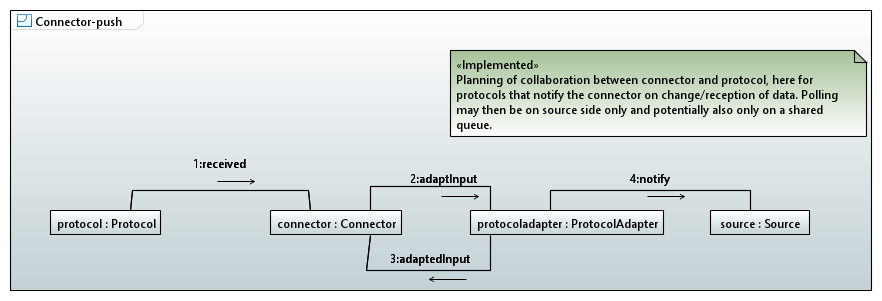 Connector-push
«Implemented»
Planning of collaboration between connector and protocol, here for
protocols that notify the connector on change/reception of data. Polling
may then be on source side only and potentially also only on a shared
queue.
1:received
2:adaptInput
4:notify
protocol : Protocol
connector : Connector
protocoladapter : ProtocolAdapter
source : Source
3:adaptedInput